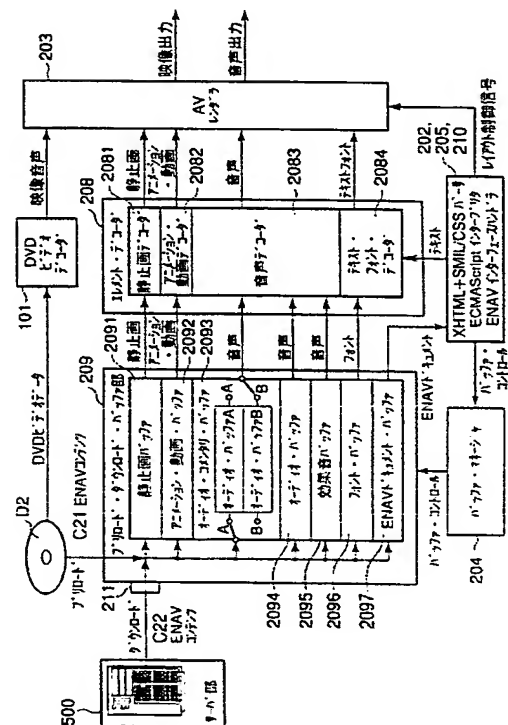 D2
DVDビデオデータ
101
DVD
ビデオ
デコーダ
映像音声
203
AV
レンダラ
映像出力
音声出力
プリロード
C21 ENAVコンテンツ
209
プリロード・ダウンロード・バッファ部
静止画バッファ
アニメーション・動画・バッファ
オーディオ・コメンタリ・バッファ
A
オーディオ・バッファA
A
B
オーディオ・バッファB
B
オーディオ・バッファ
効果音バッファ
フォント・バッファ
ENAVドキュメント・バッファ
2091
2092
2093
2094
2095
2096
2097
静止画
アニメーション・動画
音声
音声
音声
フォント
208
エレメント・デコーダ
静止画デコーダ
アニメーション・動画デコーダ
音声デコーダ
テキスト・
フォント・
デコーダ
2081
2082
2083
2084
静止画
アニメーション・動画
音声
テキストフォント
500
サーバ部
ダウンロード
C22
ENAV
コンテンツ
211
ENAVドキュメント
テキスト
202,
205,
210
XHTML+SMIL/CSS パーサ
ECMAScript インタープリタ
ENAV インターフェースハンドラ
レイアウト制御信号
バッファ・
コントロール
バッファ・マネージャ
204
バッファ・コントロール